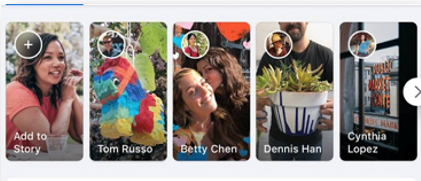 Add to
Story
Tom Russo
Betty Chen
Dennis Han
Cynthia
Lopez